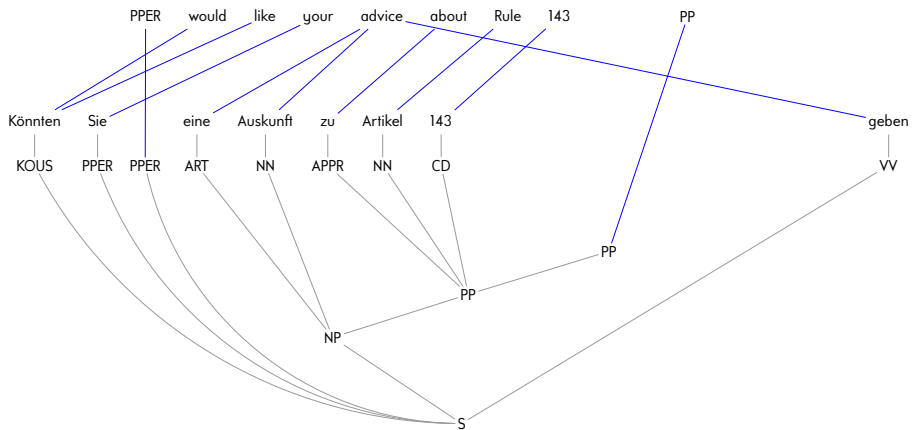 PPER would like your advice about Rule 143 PP
Könnten Sie eine Auskunft zu Artikel 143 geben
KOUS PPER PPER ART NN APPR NN CD VV
PP
PP
NP
S